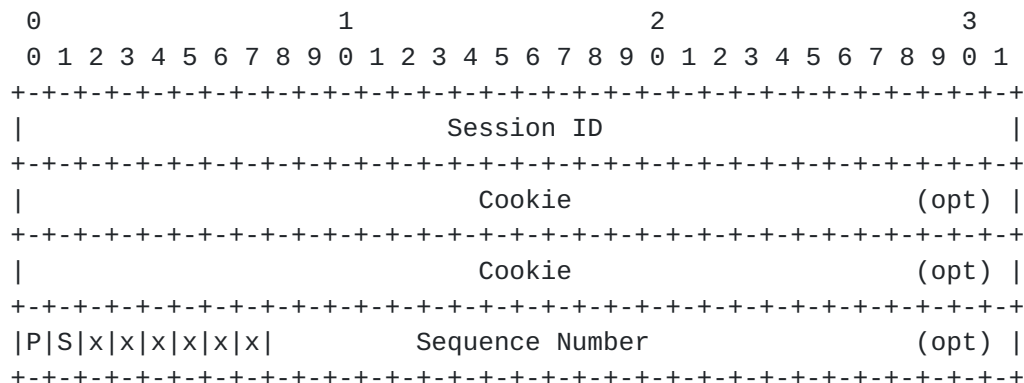 0                   1                   2                   3
 0 1 2 3 4 5 6 7 8 9 0 1 2 3 4 5 6 7 8 9 0 1 2 3 4 5 6 7 8 9 0 1
+-+-+-+-+-+-+-+-+-+-+-+-+-+-+-+-+-+-+-+-+-+-+-+-+-+-+-+-+-+-+-+-+
|                           Session ID                          |
+-+-+-+-+-+-+-+-+-+-+-+-+-+-+-+-+-+-+-+-+-+-+-+-+-+-+-+-+-+-+-+-+
|                             Cookie                      (opt) |
+-+-+-+-+-+-+-+-+-+-+-+-+-+-+-+-+-+-+-+-+-+-+-+-+-+-+-+-+-+-+-+-+
|                             Cookie                      (opt) |
+-+-+-+-+-+-+-+-+-+-+-+-+-+-+-+-+-+-+-+-+-+-+-+-+-+-+-+-+-+-+-+-+
|P|S|x|x|x|x|x|x|         Sequence Number                 (opt) |
+-+-+-+-+-+-+-+-+-+-+-+-+-+-+-+-+-+-+-+-+-+-+-+-+-+-+-+-+-+-+-+-+